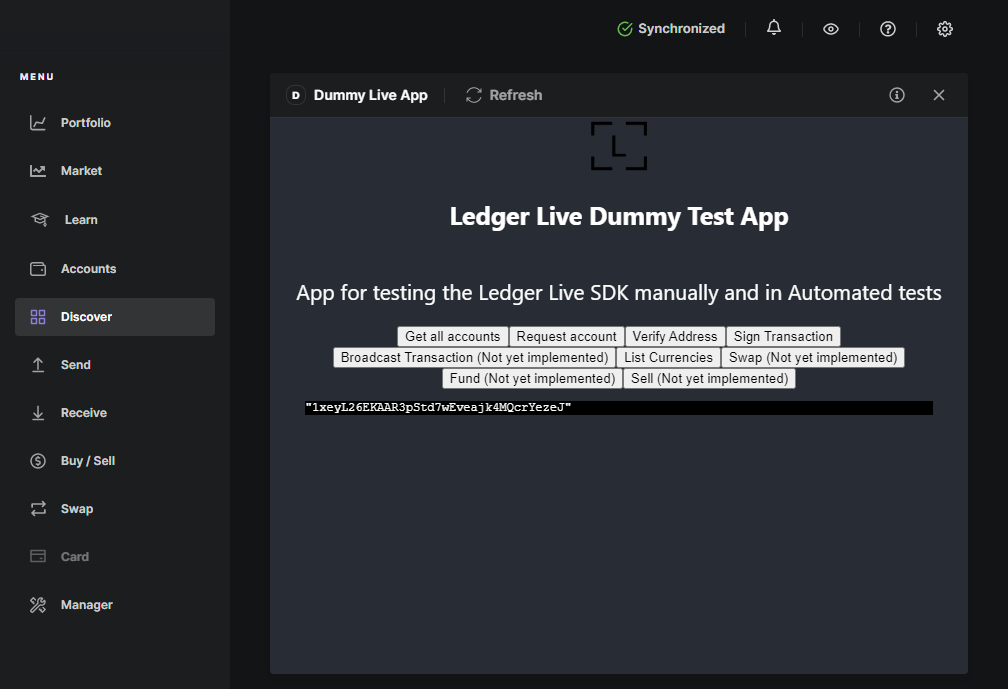 Synchronized
MENU
Portfolio
Market
Learn
Accounts
Discover
Send
Receive
Buy / Sell
Swap
Card
Manager
D Dummy Live App Refresh
L
Ledger Live Dummy Test App
App for testing the Ledger Live SDK manually and in Automated tests
Get all accounts Request account Verify Address Sign Transaction
Broadcast Transaction (Not yet implemented) List Currencies Swap (Not yet implemented)
Fund (Not yet implemented) Sell (Not yet implemented)
"1xeyL26EKAAR3pStd7wEveajk4MQcrYezeJ"